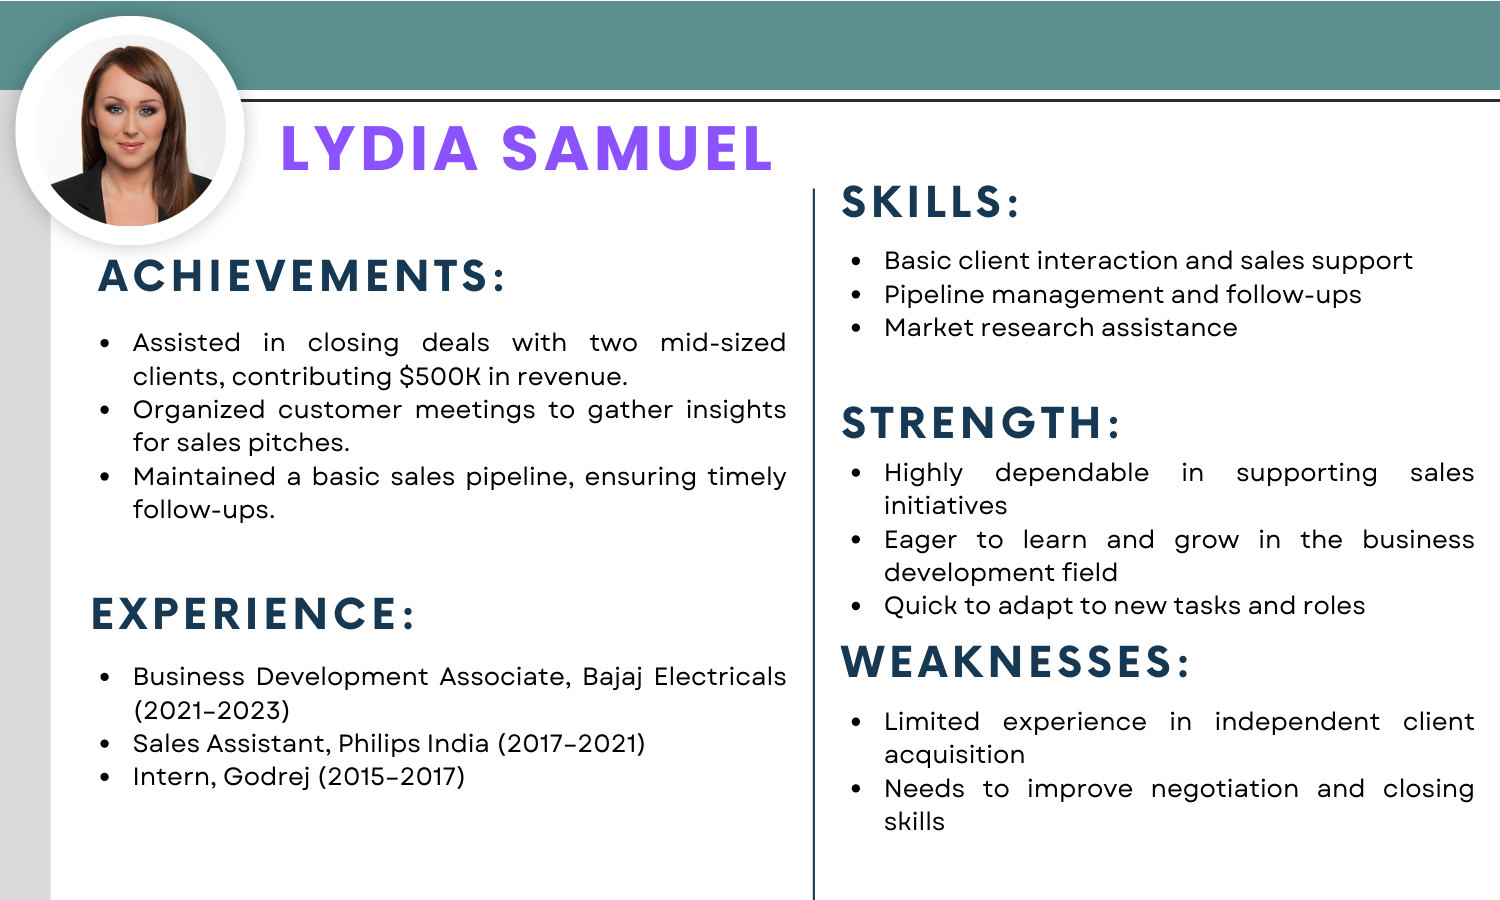 LYDIA SAMUEL
ACHIEVEMENTS:
• Assisted in closing deals with two mid-sized
clients, contributing $500K in revenue.
• Organized customer meetings to gather insights
for sales pitches.
• Maintained a basic sales pipeline, ensuring timely
follow-ups.
EXPERIENCE:
• Business Development Associate, Bajaj Electricals
(2021–2023)
• Sales Assistant, Philips India (2017–2021)
• Intern, Godrej (2015–2017)
SKILLS:
• Basic client interaction and sales support
• Pipeline management and follow-ups
• Market research assistance
STRENGTH:
• Highly dependable in supporting sales
initiatives
• Eager to learn and grow in the business
development field
• Quick to adapt to new tasks and roles
WEAKNESSES:
• Limited experience in independent client
acquisition
• Needs to improve negotiation and closing
skills